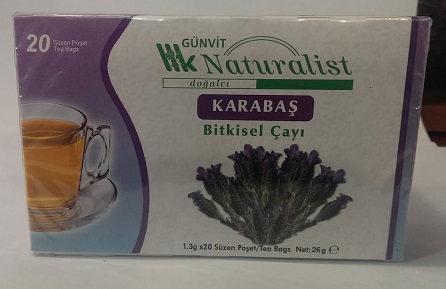 20 Süzen Poşet
Tea Bags
GÜNVİT
Naturalist
doğalcı
KARABAŞ
Bitkisel Çayı
1.3g x20 Süzen Poşet/Tea Bags Net:26g ℮